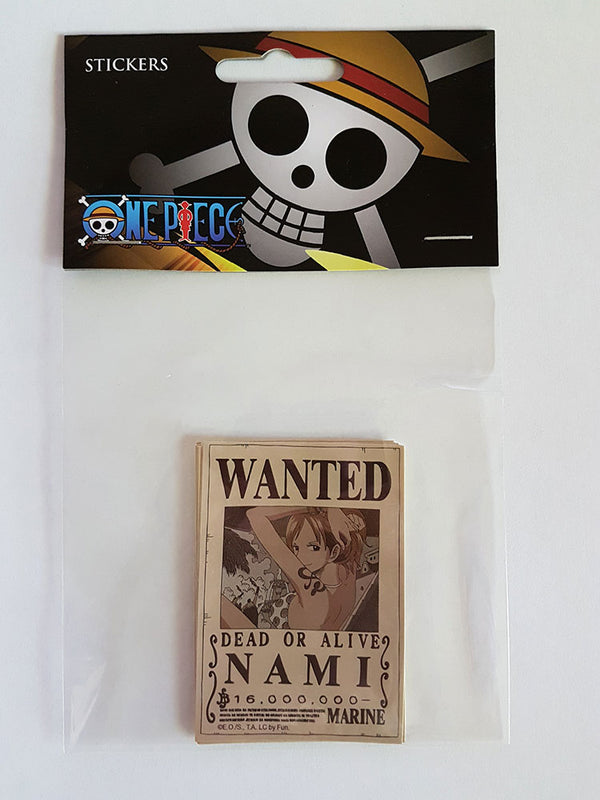 STICKERS
ONE PIECE
WANTED
DEAD OR ALIVE
NAMI
฿16,000,000-
MARINE
©E.O./S., T.A. LC by Fun.